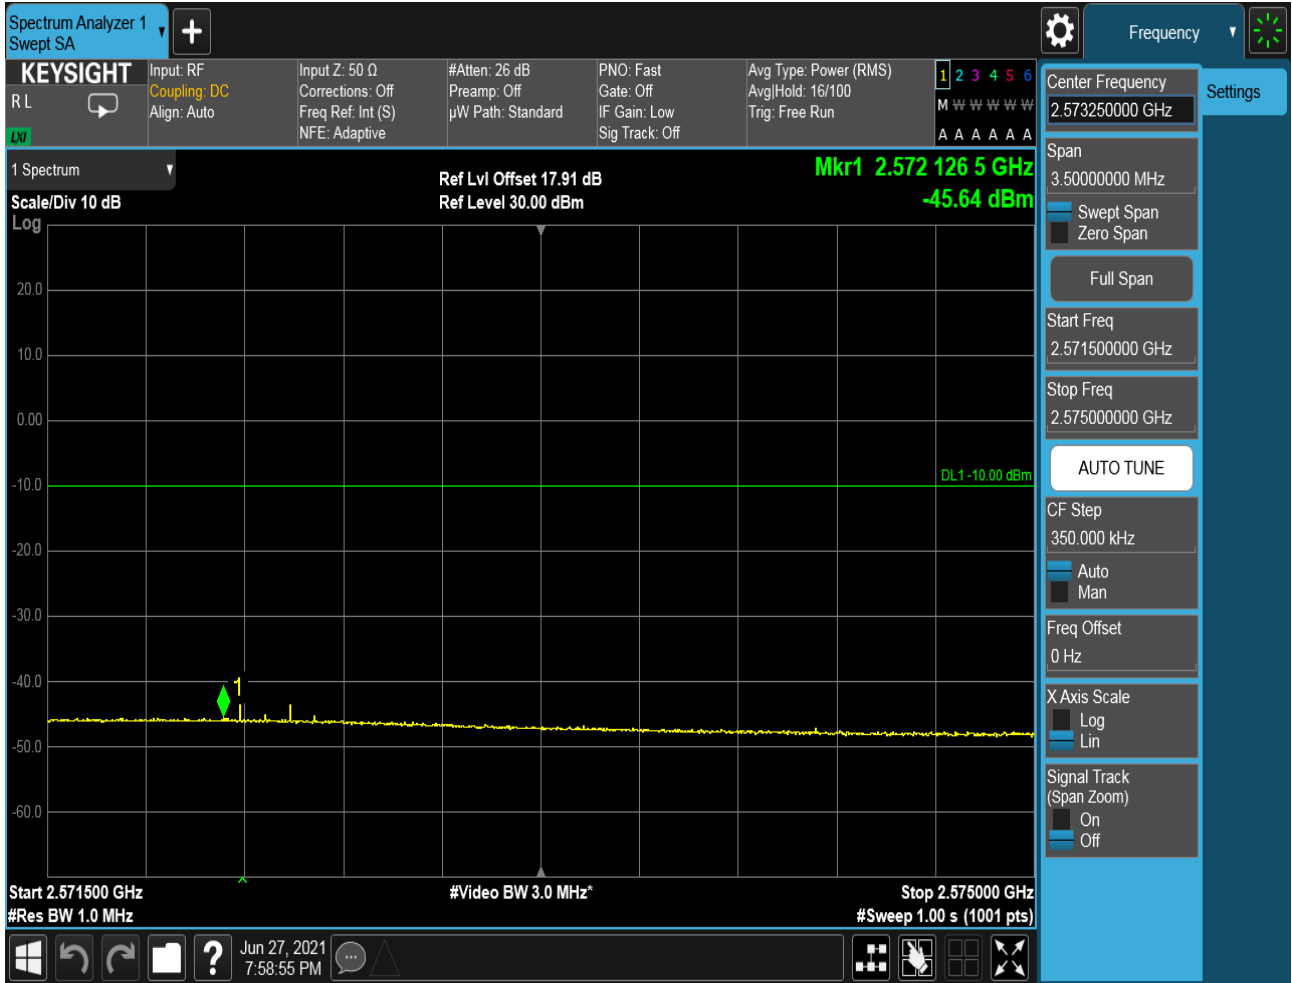 Spectrum Analyzer 1
Swept SA
Frequency
KEYSIGHT
R L
LXI
Input: RF
Coupling: DC
Align: Auto
Input Z: 50 Ω
Corrections: Off
Freq Ref: Int (S)
NFE: Adaptive
#Atten: 26 dB
Preamp: Off
µW Path: Standard
PNO: Fast
Gate: Off
IF Gain: Low
Sig Track: Off
Avg Type: Power (RMS)
Avg|Hold: 16/100
Trig: Free Run
1 2 3 4 5 6
M W W W W W
A A A A A A
1 Spectrum
Scale/Div 10 dB
Log
Ref Lvl Offset 17.91 dB
Ref Level 30.00 dBm
Mkr1 2.572 126 5 GHz
-45.64 dBm
20.0
10.0
0.00
-10.0
-20.0
-30.0
-40.0
-50.0
-60.0
DL1 -10.00 dBm
1
Start 2.571500 GHz
#Res BW 1.0 MHz
#Video BW 3.0 MHz*
Stop 2.575000 GHz
#Sweep 1.00 s (1001 pts)
Center Frequency
2.573250000 GHz
Span
3.50000000 MHz
Swept Span
Zero Span
Full Span
Start Freq
2.571500000 GHz
Stop Freq
2.575000000 GHz
AUTO TUNE
CF Step
350.000 kHz
Auto
Man
Freq Offset
0 Hz
X Axis Scale
Log
Lin
Signal Track
(Span Zoom)
On
Off
Settings
?
Jun 27, 2021
7:58:55 PM